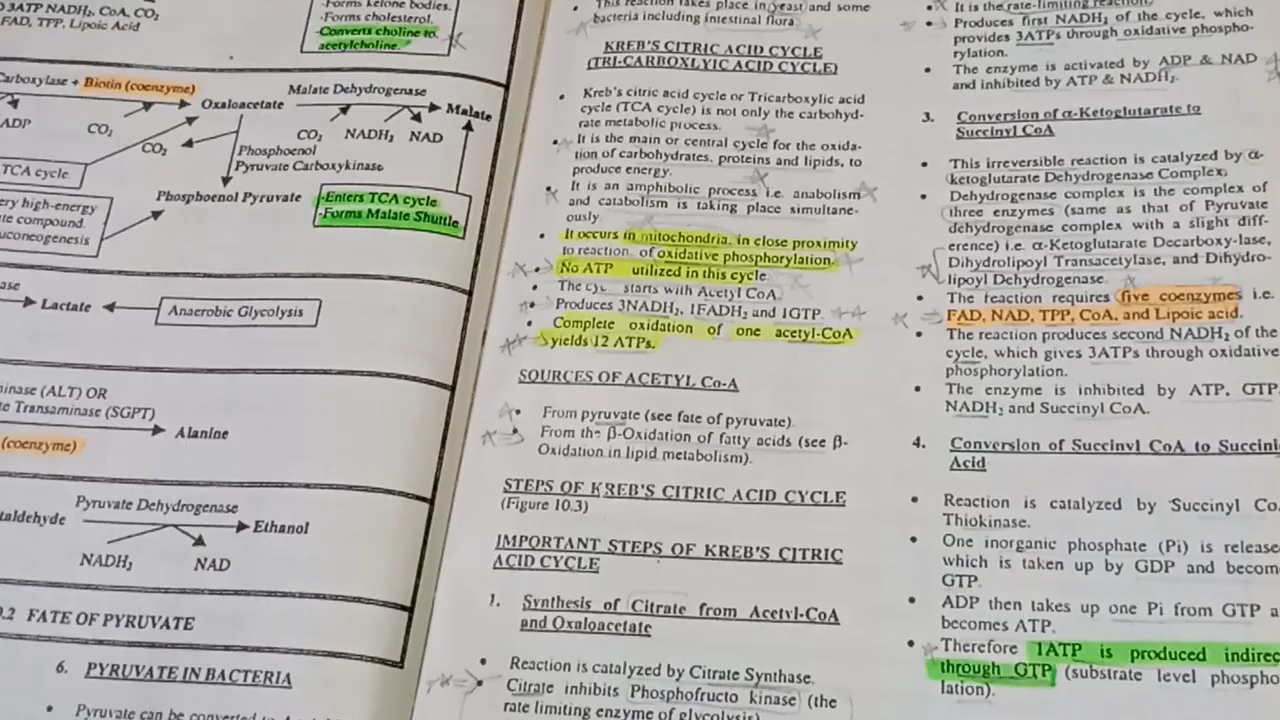 3ATP NADH₂, CoA, CO₂
FAD, TPP, Lipoic Acid
-Forms ketone bodies.
-Forms cholesterol.
-Converts choline to
acetylcholine.
Carboxylase + Biotin (coenzyme)
ADP
CO₂
Oxaloacetate
Malate Dehydrogenase
Malate
CO₂
NADH₂
NAD
CO₂
Phosphoenol
Pyruvate Carboxykinase
TCA cycle
Phosphoenol Pyruvate
-Enters TCA cycle
-Forms Malate Shuttle
ery high-energy
te compound.
uconeogenesis
ase
Lactate
Anaerobic Glycolysis
inase (ALT) OR
te Transaminase (SGPT)
Alanine
(coenzyme)
Pyruvate Dehydrogenase
taldehyde
Ethanol
NADH₂
NAD
.2 FATE OF PYRUVATE
6. PYRUVATE IN BACTERIA
• Pyruvate can be converted to
• This reaction takes place in yeast and some
bacteria including intestinal flora
KREB'S CITRIC ACID CYCLE
(TRI-CARBOXLYIC ACID CYCLE)
• Kreb's citric acid cycle or Tricarboxylic acid
cycle (TCA cycle) is not only the carbohyd-
rate metabolic process.
• It is the main or central cycle for the oxida-
tion of carbohydrates, proteins and lipids, to
produce energy.
• It is an amphibolic process i.e. anabolism
and catabolism is taking place simultane-
ously.
• It occurs in mitochondria, in close proximity
to reaction of oxidative phosphorylation.
• No ATP utilized in this cycle.
• The cyc starts with Acetyl CoA.
• Produces 3NADH₂, 1FADH₂ and 1GTP.
• Complete oxidation of one acetyl-CoA
yields 12 ATPs.
SOURCES OF ACETYL Co-A
• From pyruvate (see fate of pyruvate).
• From the β-Oxidation of fatty acids (see β-
Oxidation in lipid metabolism).
STEPS OF KREB'S CITRIC ACID CYCLE
(Figure 10.3)
IMPORTANT STEPS OF KREB'S CITRIC
ACID CYCLE
1. Synthesis of Citrate from Acetyl-CoA
and Oxaloacetate
• Reaction is catalyzed by Citrate Synthase.
• Citrate inhibits Phosphofructo kinase (the
rate limiting enzyme of glycolysis)
• It is the rate-limiting reaction.
• Produces first NADH₂ of the cycle, which
provides 3ATPs through oxidative phospho-
rylation.
• The enzyme is activated by ADP & NAD
and inhibited by ATP & NADH₂.
3. Conversion of α-Ketoglutarate to
Succinyl CoA
• This irreversible reaction is catalyzed by α-
ketoglutarate Dehydrogenase Complex.
• Dehydrogenase complex is the complex of
three enzymes (same as that of Pyruvate
dehydrogenase complex with a slight diff-
erence) i.e. α-Ketoglutarate Decarboxy-lase,
Dihydrolipoyl Transacetylase, and Dihydro-
lipoyl Dehydrogenase.
• The reaction requires five coenzymes i.e.
FAD, NAD, TPP, CoA, and Lipoic acid.
• The reaction produces second NADH₂ of the
cycle, which gives 3ATPs through oxidative
phosphorylation.
• The enzyme is inhibited by ATP, GTP
NADH₂ and Succinyl CoA.
4. Conversion of Succinyl CoA to Succini
Acid
• Reaction is catalyzed by Succinyl Co
Thiokinase.
• One inorganic phosphate (Pi) is release
which is taken up by GDP and becom
GTP.
• ADP then takes up one Pi from GTP a
becomes ATP.
• Therefore 1ATP is produced indirec
through GTP (substrate level phospho
lation).